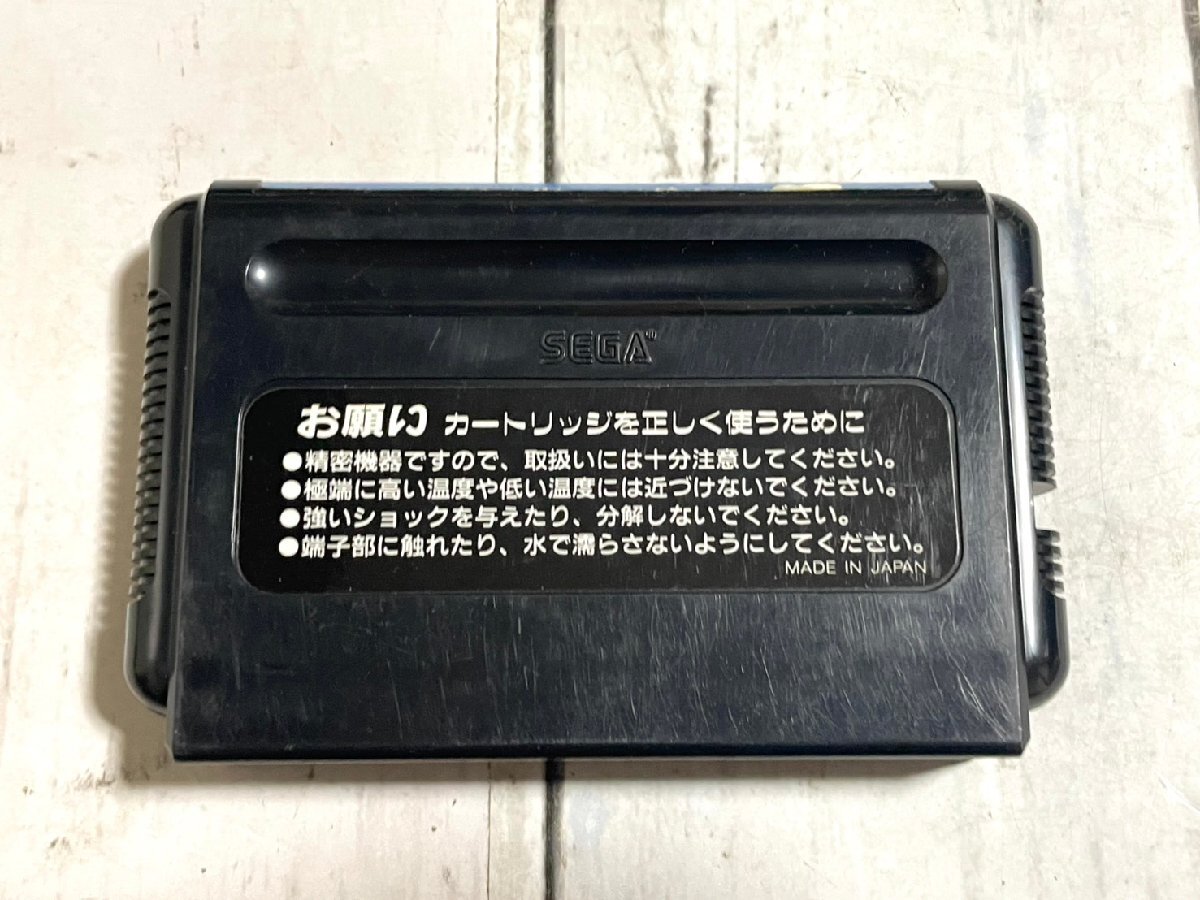 SEGA™
お願い カートリッジを正しく使うために
●精密機器ですので、取扱いには十分注意してください。
●極端に高い温度や低い温度には近づけないでください。
●強いショックを与えたり、分解しないでください。
●端子部に触れたり、水で濡らさないようにしてください。
MADE IN JAPAN